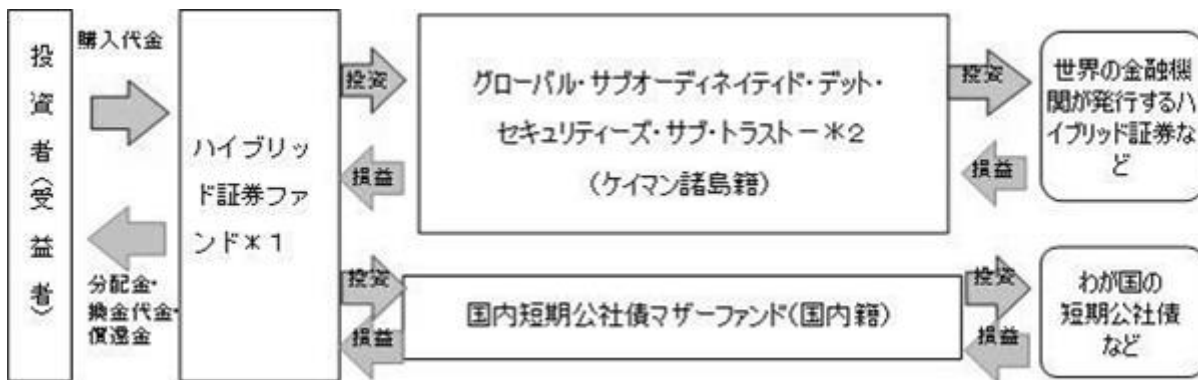 投資者(受益者)
購入代金
分配金・
換金代金・
償還金
ハイブリッ
ド証券ファ
ンド＊1
投資
損益
グローバル・サブオーディネイティド・デット・
セキュリティーズ・サブ・トラストー＊2
(ケイマン諸島籍)
投資
損益
世界の金融機
関が発行するハ
イブリッド証券な
ど
投資
損益
国内短期公社債マザーファンド(国内籍)
投資
損益
わが国の
短期公社債
など